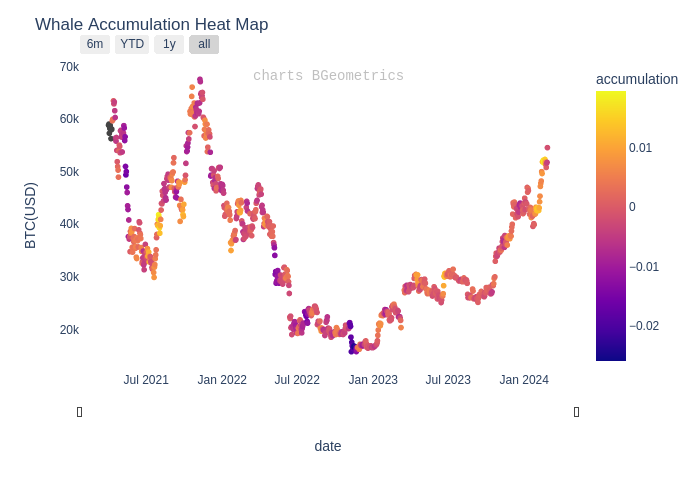 Whale Accumulation Heat Map
6m YTD 1y all
charts BGeometrics
accumulation
70k
60k
50k
40k
30k
20k
BTC(USD)
0.01
0
−0.01
−0.02
Jul 2021 Jan 2022 Jul 2022 Jan 2023 Jul 2023 Jan 2024
date